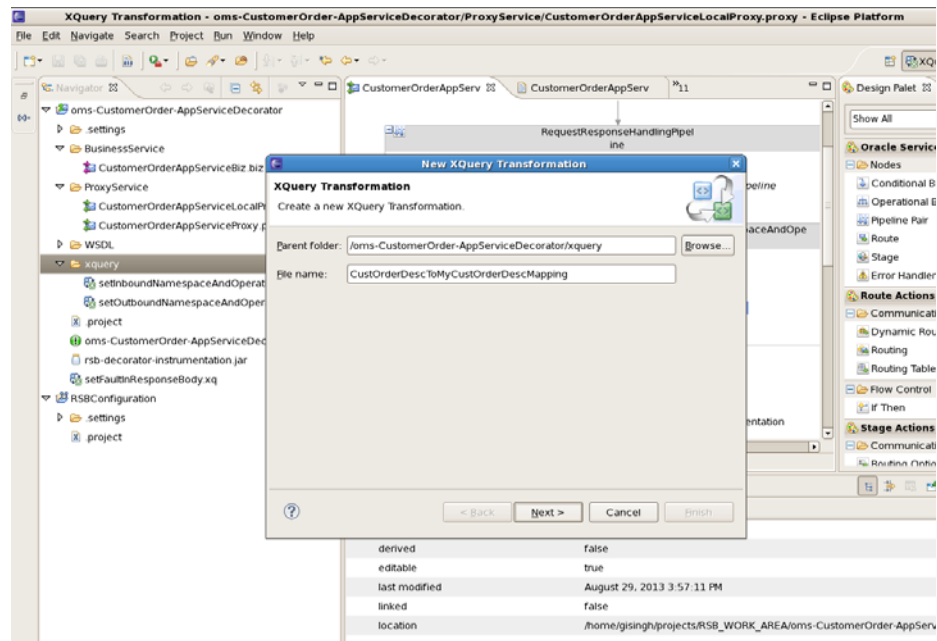 XQuery Transformation - oms-CustomerOrder-AppServiceDecorator/ProxyService/CustomerOrderAppServiceLocalProxy.proxy - Eclipse Platform
File Edit Navigate Search Project Run Window Help
XQu
Navigator
CustomerOrderAppServ
CustomerOrderAppServ
»11
Design Palet
oms-CustomerOrder-AppServiceDecorator
.settings
BusinessService
CustomerOrderAppServiceBiz.biz
ProxyService
CustomerOrderAppServiceLocalPr
CustomerOrderAppServiceProxy.p
WSDL
xquery
setInboundNamespaceAndOperat
setOutboundNamespaceAndOper
.project
oms-CustomerOrder-AppServiceDec
rsb-decorator-instrumentation.jar
setFaultInResponseBody.xq
RSBConfiguration
.settings
.project
RequestResponseHandlingPipel
ine
peline
aceAndOpe
entation
New XQuery Transformation
XQuery Transformation
Create a new XQuery Transformation.
Parent folder: /oms-CustomerOrder-AppServiceDecorator/xquery Browse...
File name: CustOrderDescToMyCustOrderDescMapping
? < Back Next > Cancel Finish
Show All
Oracle Service
Nodes
Conditional B
Operational B
Pipeline Pair
Route
Stage
Error Handler
Route Actions
Communicati
Dynamic Rou
Routing
Routing Table
Flow Control
If Then
Stage Actions
Communicati
Routing Optio
derived false
editable true
last modified August 29, 2013 3:57:11 PM
linked false
location /home/gisingh/projects/RSB_WORK_AREA/oms-CustomerOrder-AppServ